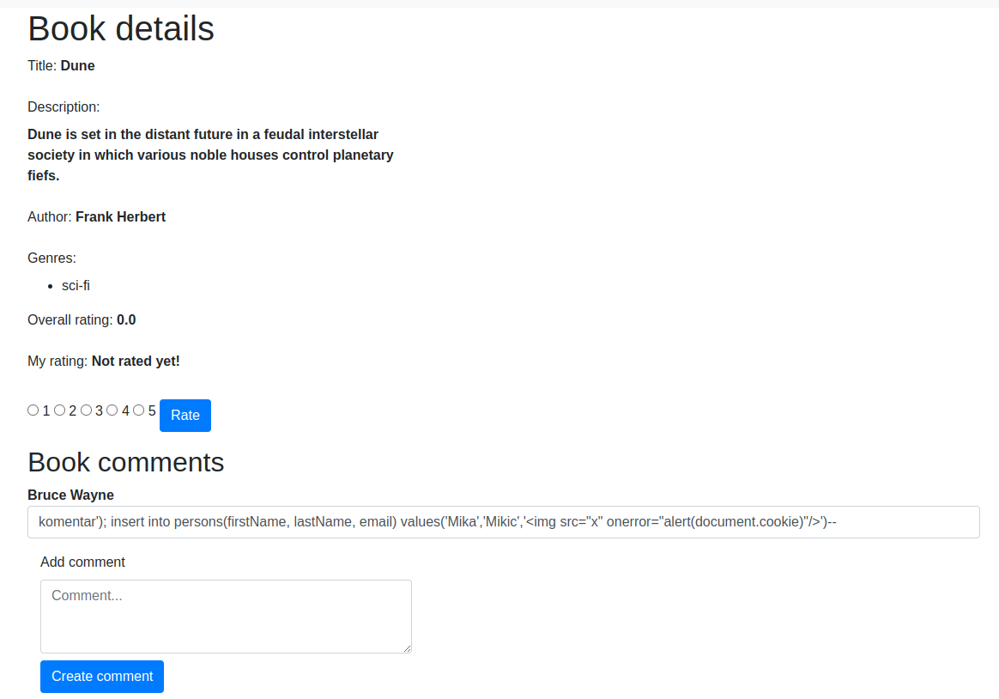 Book details
Title: Dune
Description:
Dune is set in the distant future in a feudal interstellar
society in which various noble houses control planetary
fiefs.
Author: Frank Herbert
Genres:
• sci-fi
Overall rating: 0.0
My rating: Not rated yet!
1 2 3 4 5 Rate
Book comments
Bruce Wayne
komentar'); insert into persons(firstName, lastName, email) values('Mika','Mikic','<img src="x" onerror="alert(document.cookie)"/>')--
Add comment
Comment...
Create comment